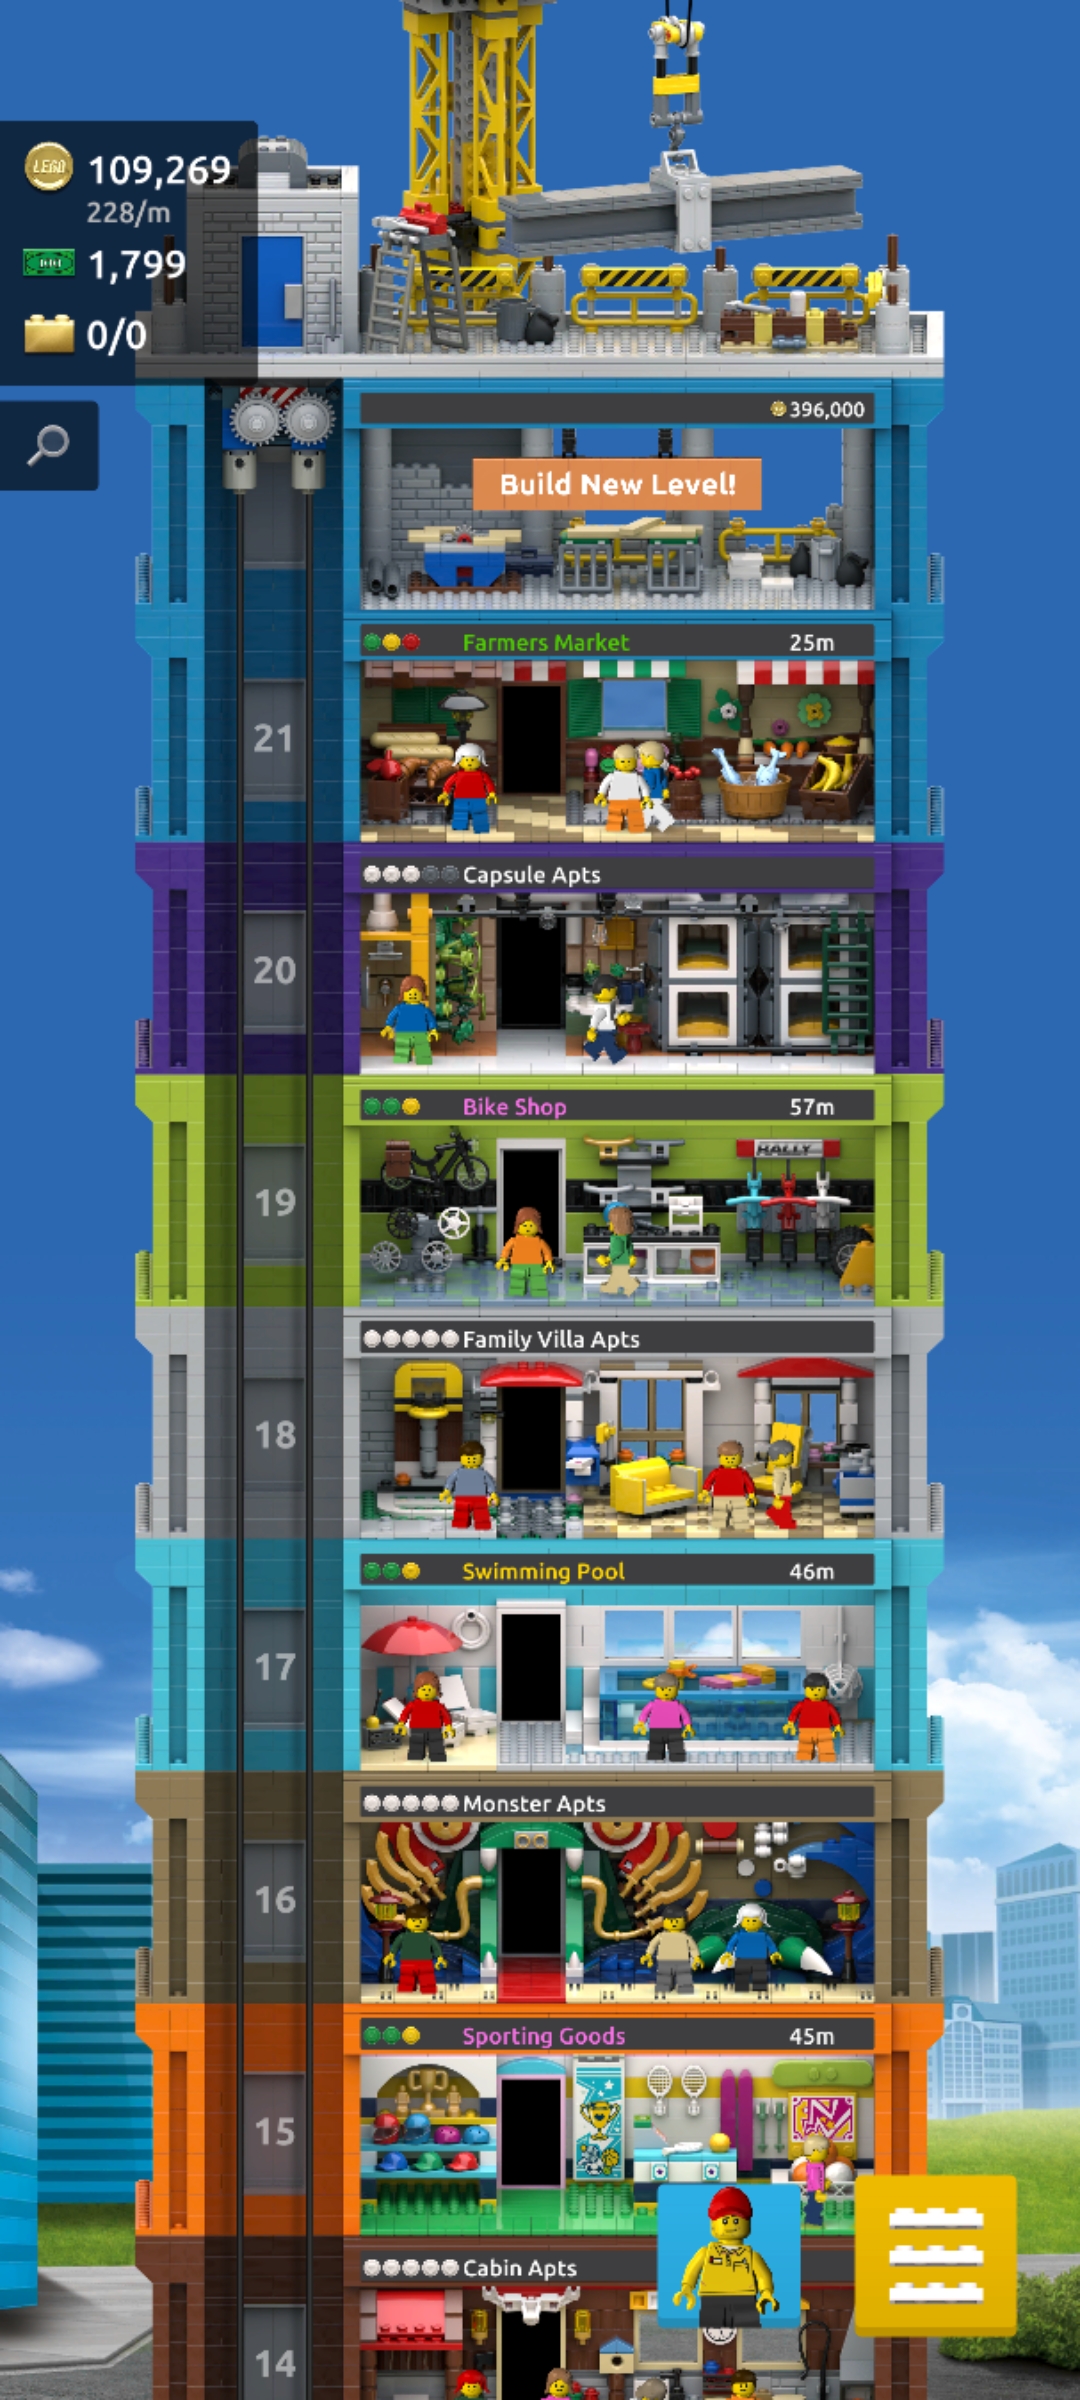 LEGO 109,269
228/m
1,799
0/0
396,000
Build New Level!
Farmers Market 25m
21
Capsule Apts
20
Bike Shop 57m
RALLY
19
Family Villa Apts
18
Swimming Pool 46m
17
Monster Apts
16
Sporting Goods 45m
15
Cabin Apts
14